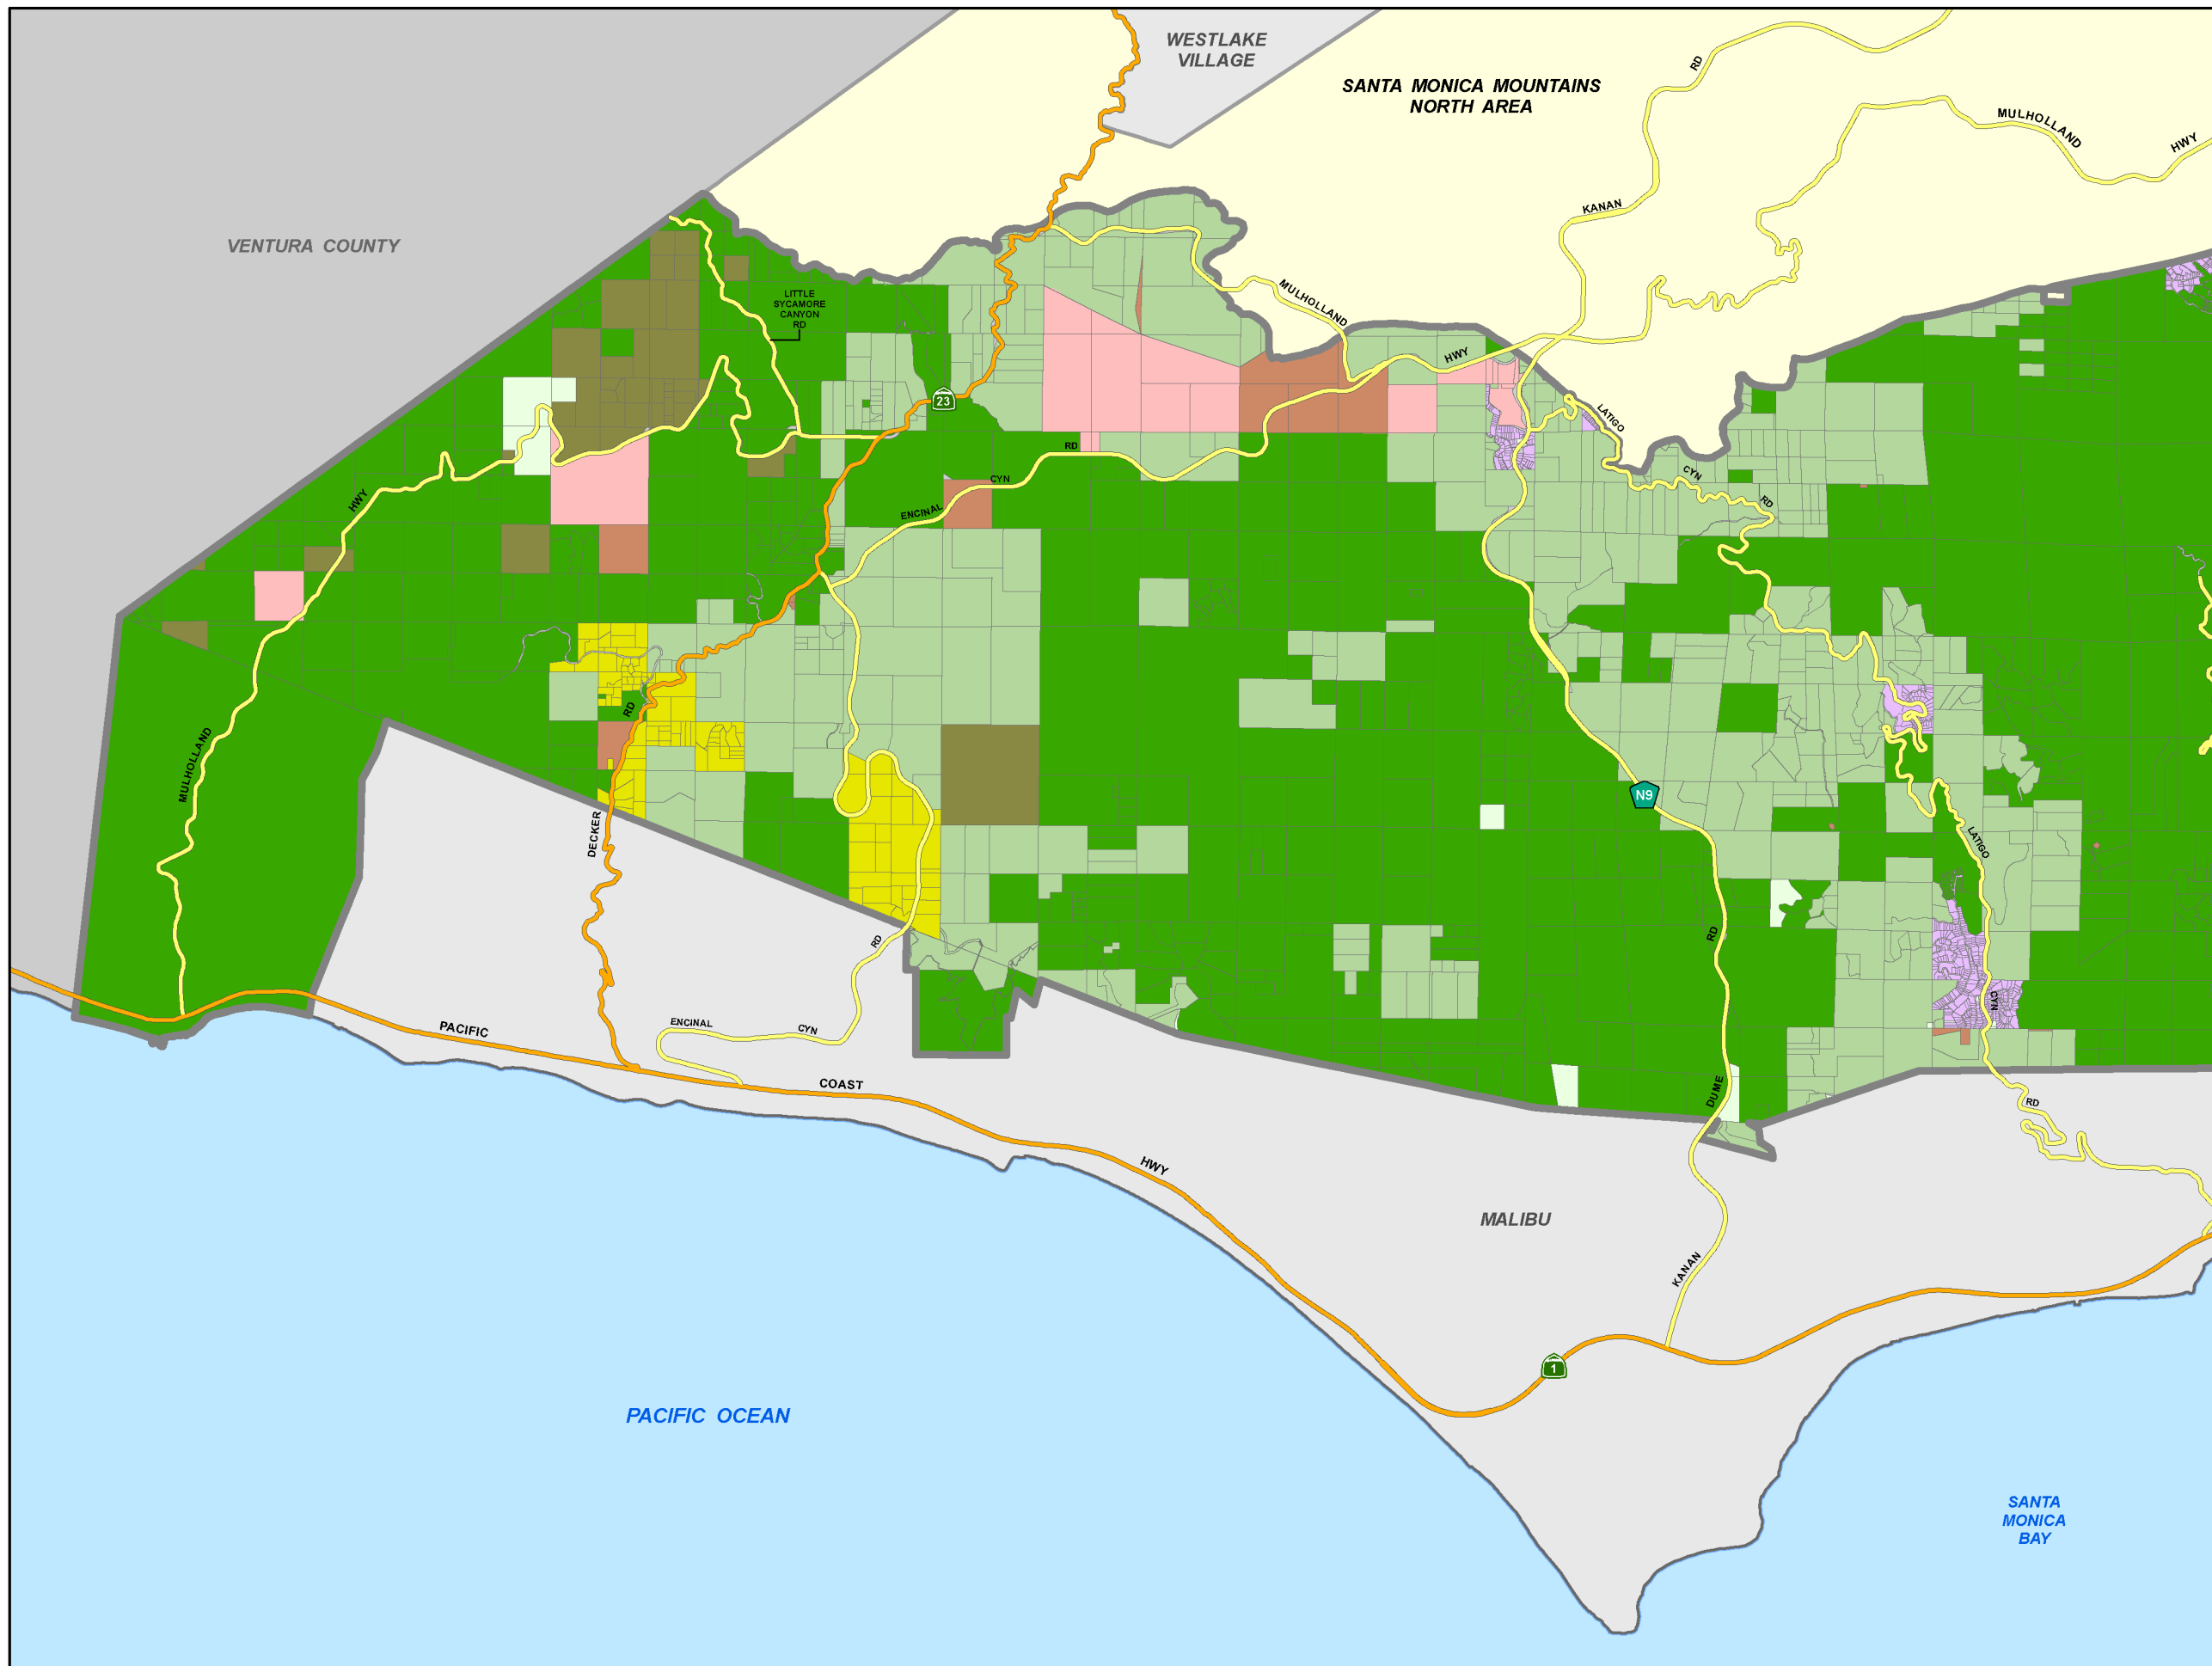 WESTLAKE
VILLAGE
SANTA MONICA MOUNTAINS
NORTH AREA
RD
MULHOLLAND
HWY
KANAN
VENTURA COUNTY
LITTLE
SYCAMORE
CANYON
RD
MULHOLLAND
HWY
23
LATIGO
CYN
RD
RD
CYN
ENCINAL
HWY
RD
MULHOLLAND
N9
DECKER
LATIGO
RD
RD
CYN
ENCINAL
CYN
PACIFIC
COAST
DUME
RD
HWY
MALIBU
KANAN
1
PACIFIC OCEAN
SANTA
MONICA
BAY